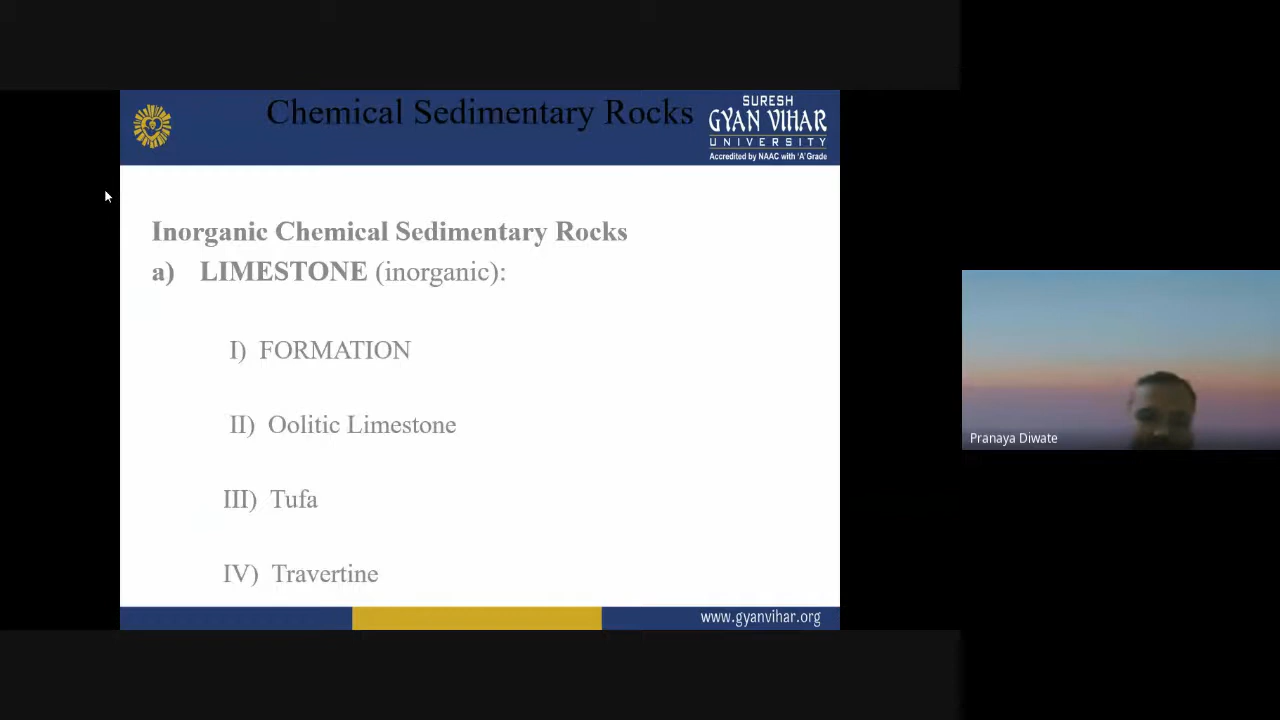 Chemical Sedimentary Rocks
SURESH
GYAN VIHAR
UNIVERSITY
Accredited by NAAC with 'A' Grade
Inorganic Chemical Sedimentary Rocks
a) LIMESTONE (inorganic):
I) FORMATION
II) Oolitic Limestone
III) Tufa
IV) Travertine
www.gyanvihar.org
Pranaya Diwate